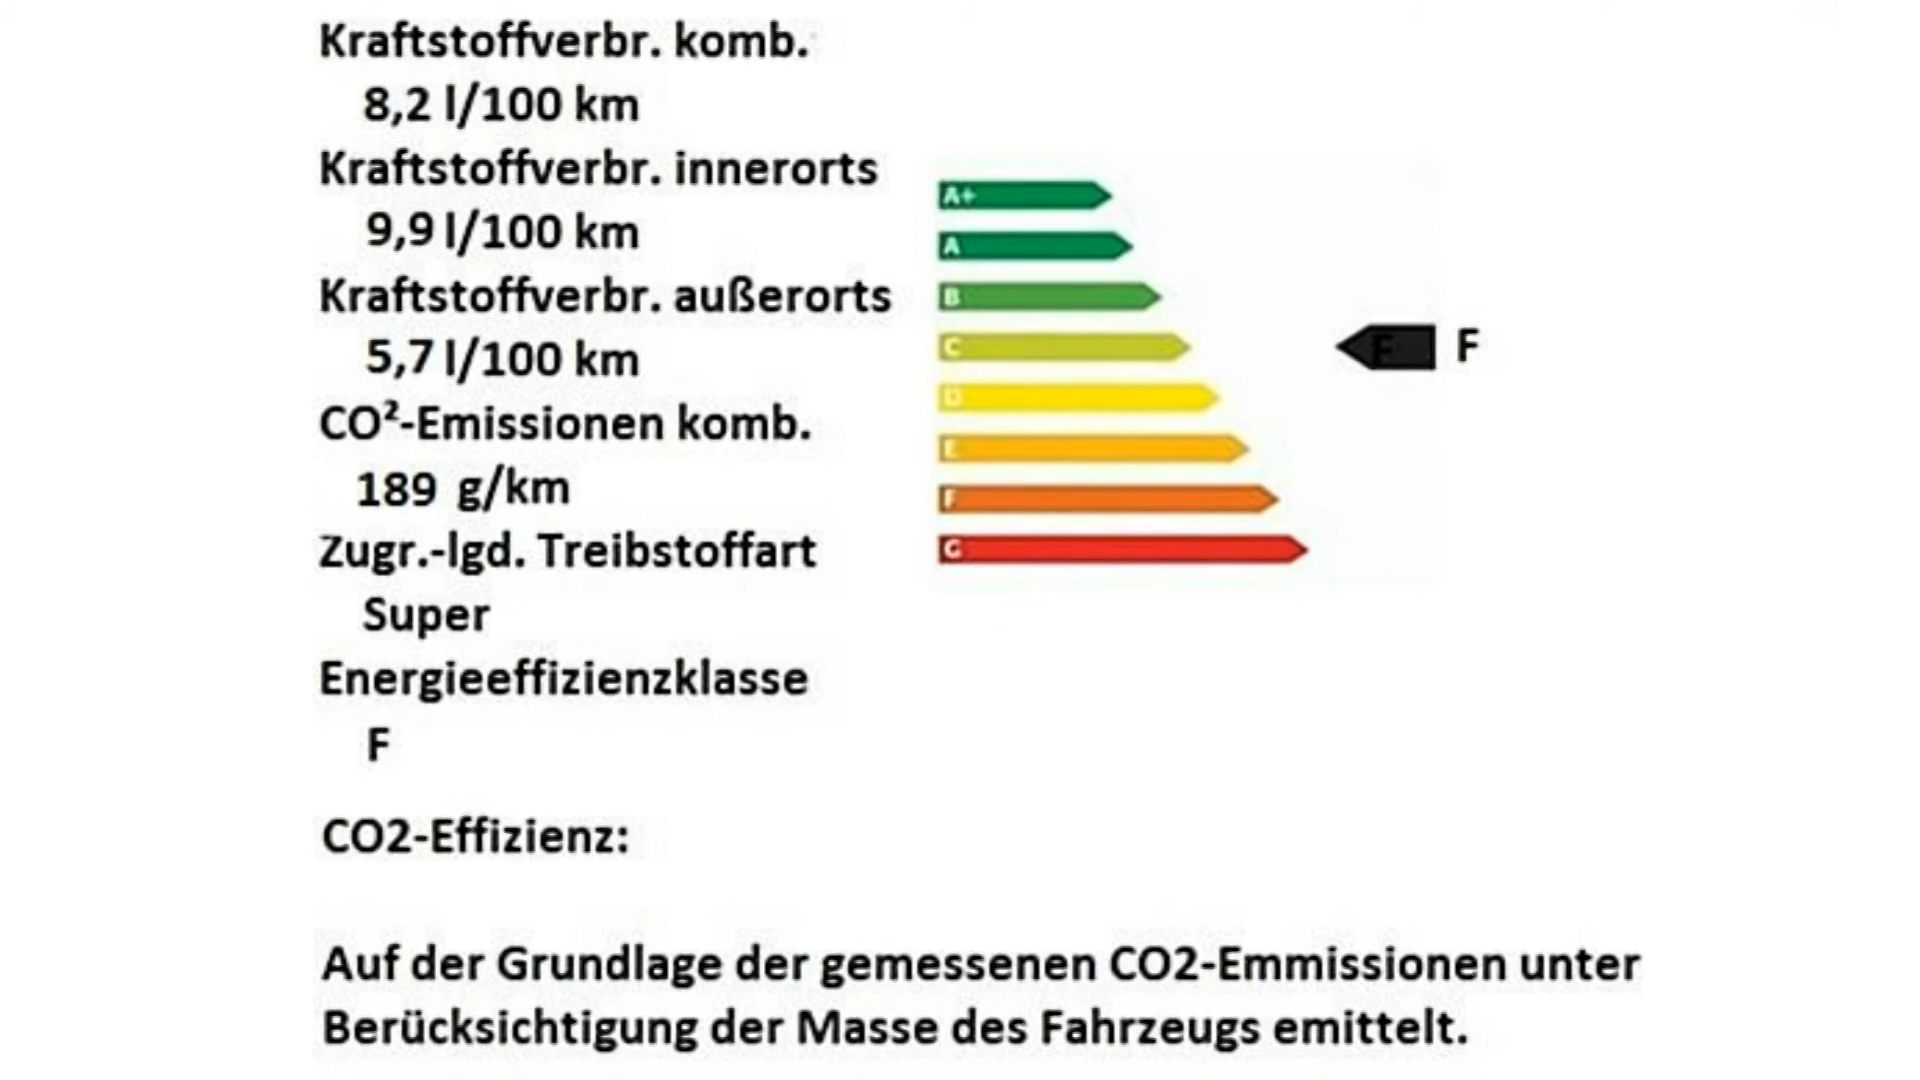 Kraftstoffverbr. komb.
8,2 l/100 km
Kraftstoffverbr. innerorts
9,9 l/100 km
Kraftstoffverbr. außerorts
5,7 l/100 km
CO²-Emissionen komb.
189 g/km
Zugr.-lgd. Treibstoffart
Super
Energieeffizienzklasse
F
A+
A
B
C
D
E
F
G
F F
CO2-Effizienz:
Auf der Grundlage der gemessenen CO2-Emmissionen unter
Berücksichtigung der Masse des Fahrzeugs emittelt.